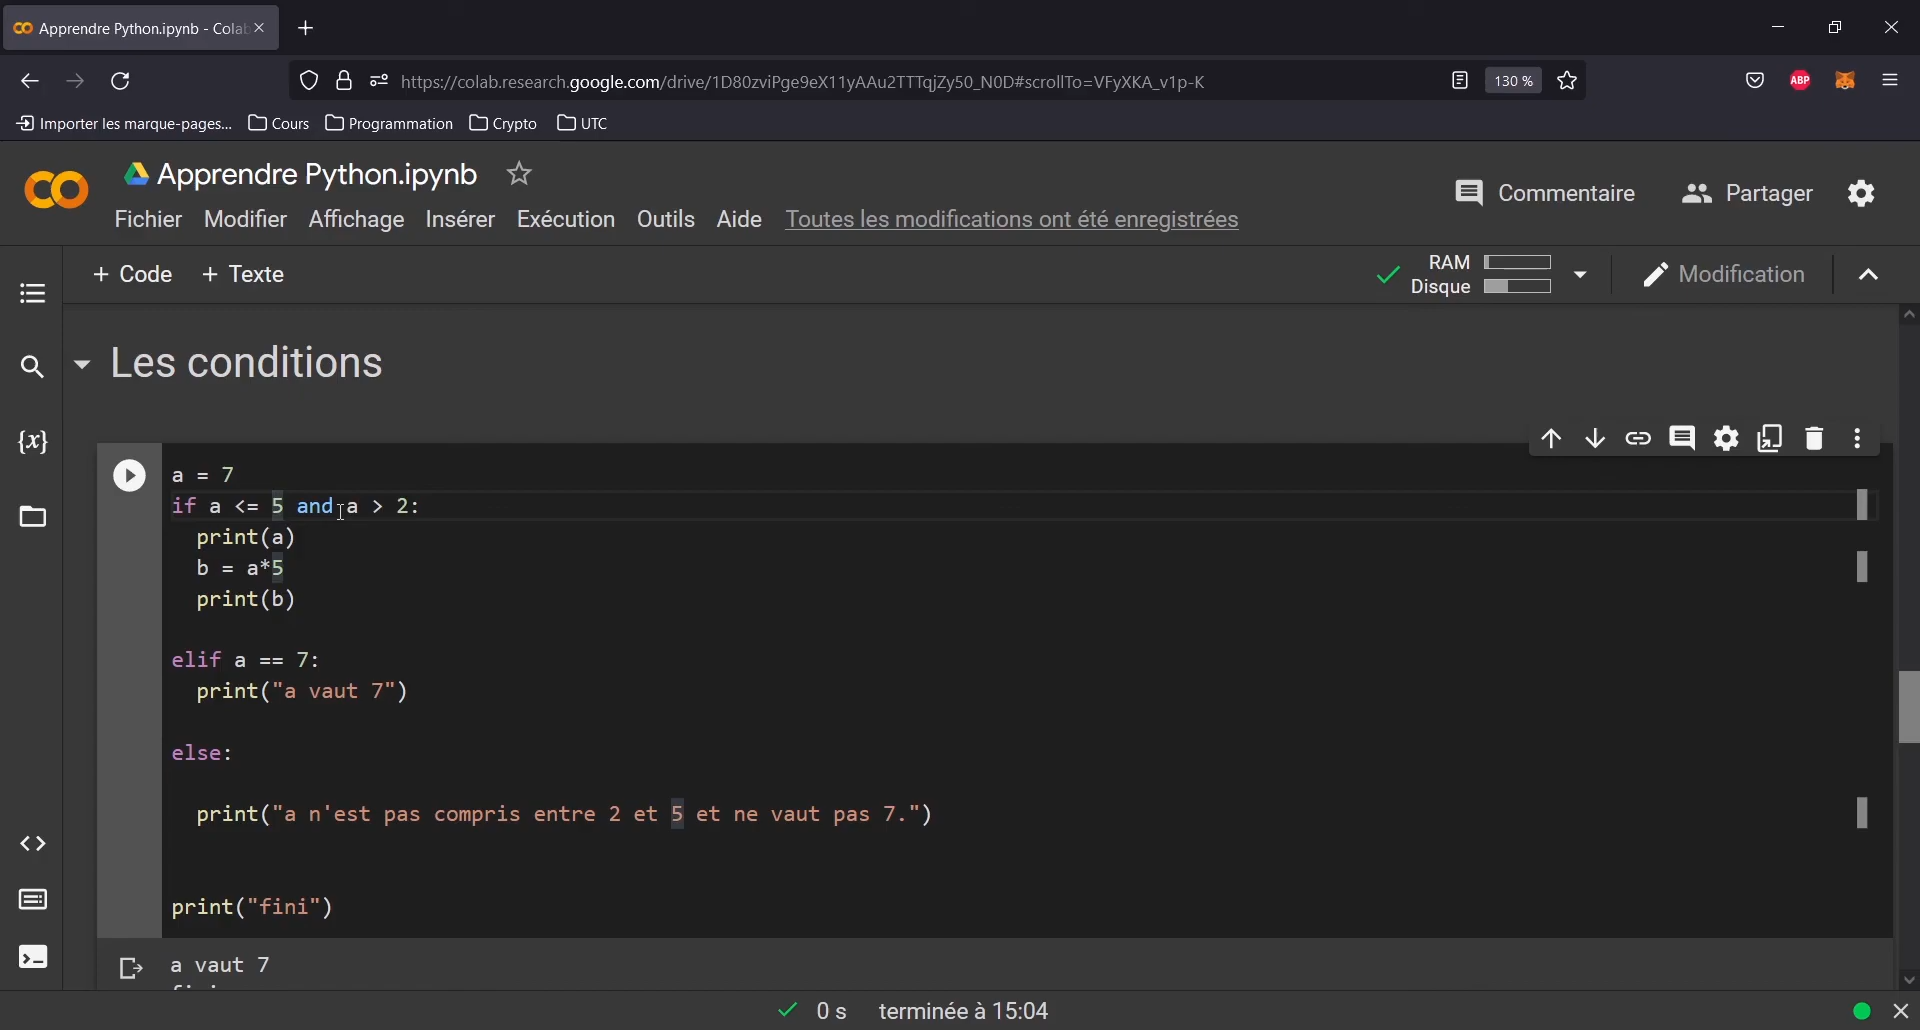 Apprendre Python.ipynb - Colab
https://colab.research.google.com/drive/1D80zviPge9eX11yAAu2TTTqjZy50_N0D#scrollTo=VFyXKA_v1p-K
130 %
ABP
Importer les marque-pages...
Cours
Programmation
Crypto
UTC
Apprendre Python.ipynb
Commentaire
Partager
Fichier Modifier Affichage Insérer Exécution Outils Aide Toutes les modifications ont été enregistrées
+ Code + Texte
RAM
Disque
Modification
Les conditions
{x}
a = 7
if a <= 5 and a > 2:
print(a)
b = a*5
print(b)
elif a == 7:
print("a vaut 7")
else:
print("a n'est pas compris entre 2 et 5 et ne vaut pas 7.")
print("fini")
a vaut 7
0 s terminée à 15:04